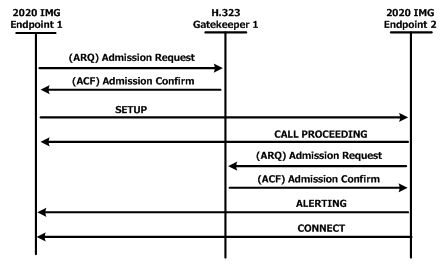 2020 IMG
Endpoint 1
H.323
Gatekeeper 1
2020 IMG
Endpoint 2
(ARQ) Admission Request
(ACF) Admission Confirm
SETUP
CALL PROCEEDING
(ARQ) Admission Request
(ACF) Admission Confirm
ALERTING
CONNECT